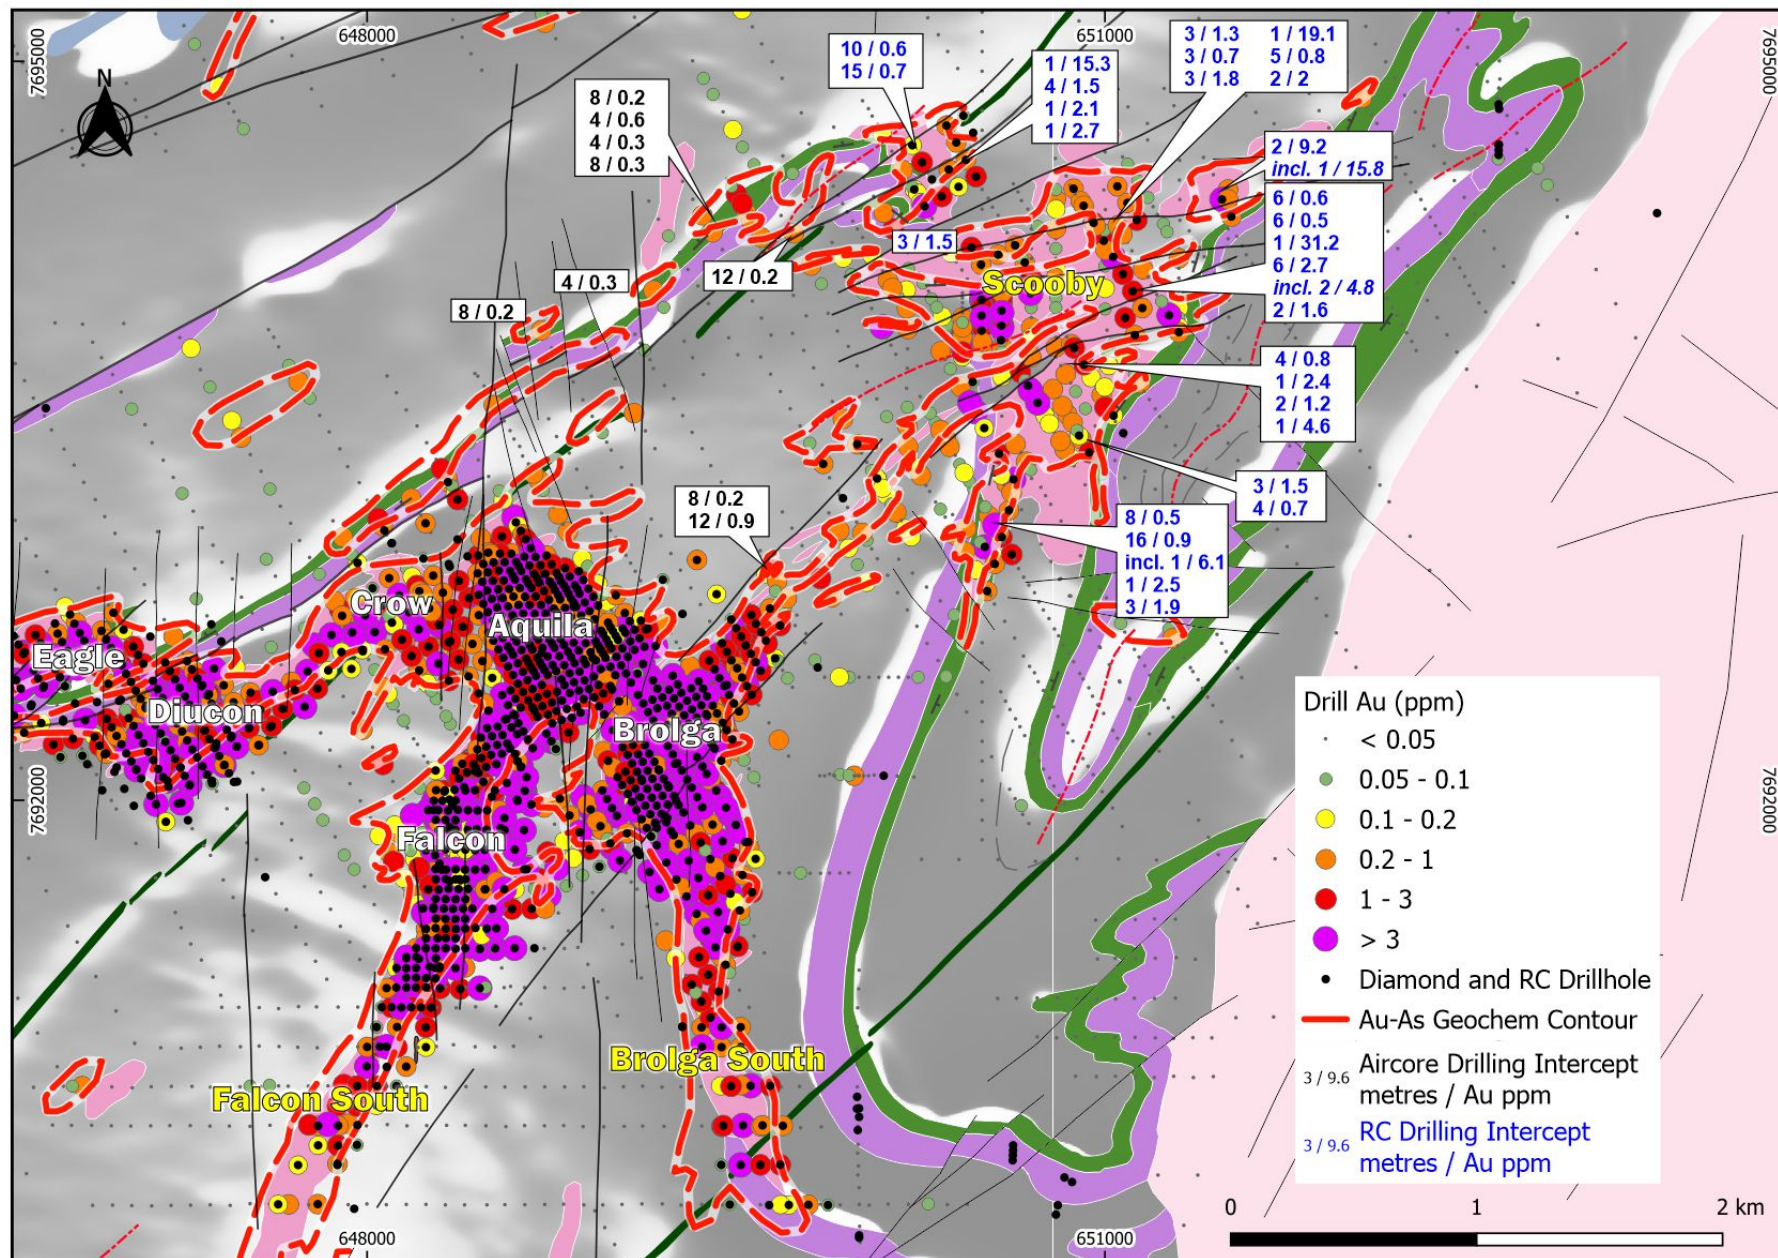 648000
651000
7695000
7695000
N
10 / 0.6
15 / 0.7
1 / 15.3
4 / 1.5
1 / 2.1
1 / 2.7
3 / 1.3 1 / 19.1
3 / 0.7 5 / 0.8
3 / 1.8 2 / 2
8 / 0.2
4 / 0.6
4 / 0.3
8 / 0.3
2 / 9.2
incl. 1 / 15.8
6 / 0.6
6 / 0.5
1 / 31.2
6 / 2.7
incl. 2 / 4.8
2 / 1.6
3 / 1.5
12 / 0.2
4 / 0.3
8 / 0.2
Scooby
4 / 0.8
1 / 2.4
2 / 1.2
1 / 4.6
3 / 1.5
4 / 0.7
8 / 0.2
12 / 0.9
8 / 0.5
16 / 0.9
incl. 1 / 6.1
1 / 2.5
3 / 1.9
Crow
Aquila
Eagle
Diucon
Brolga
Falcon
7692000
7692000
Falcon South
Brolga South
Drill Au (ppm)
< 0.05
0.05 - 0.1
0.1 - 0.2
0.2 - 1
1 - 3
> 3
Diamond and RC Drillhole
Au-As Geochem Contour
3 / 9.6 Aircore Drilling Intercept
metres / Au ppm
3 / 9.6 RC Drilling Intercept
metres / Au ppm
0 1 2 km
648000
651000